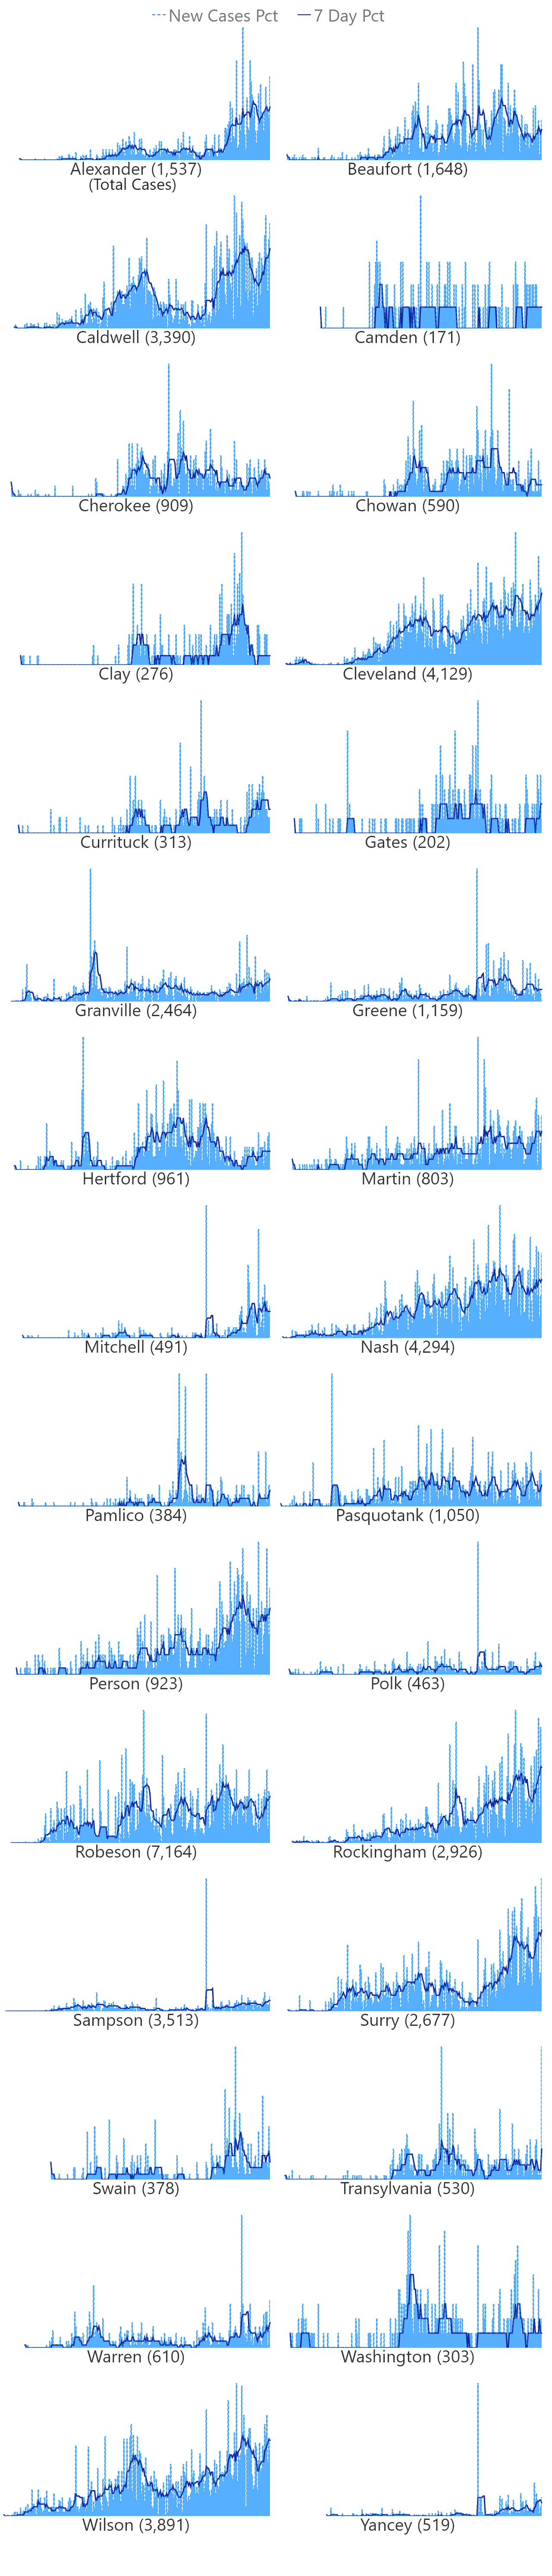 New Cases Pct 7 Day Pct
Alexander (1,537) Beaufort (1,648)
(Total Cases)
Caldwell (3,390) Camden (171)
Cherokee (909) Chowan (590)
Clay (276) Cleveland (4,129)
Currituck (313) Gates (202)
Granville (2,464) Greene (1,159)
Hertford (961) Martin (803)
Mitchell (491) Nash (4,294)
Pamlico (384) Pasquotank (1,050)
Person (923) Polk (463)
Robeson (7,164) Rockingham (2,926)
Sampson (3,513) Surry (2,677)
Swain (378) Transylvania (530)
Warren (610) Washington (303)
Wilson (3,891) Yancey (519)